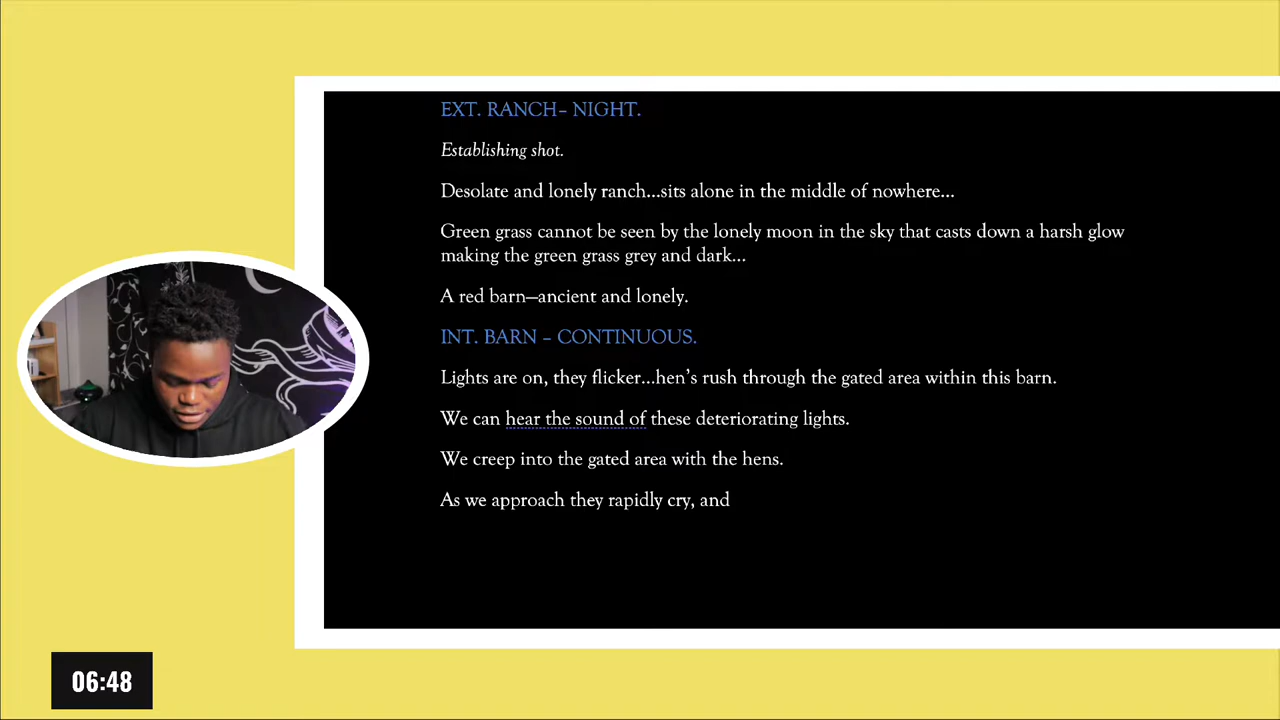 EXT. RANCH– NIGHT.
Establishing shot.
Desolate and lonely ranch...sits alone in the middle of nowhere...
Green grass cannot be seen by the lonely moon in the sky that casts down a harsh glow
making the green grass grey and dark...
A red barn—ancient and lonely.
INT. BARN – CONTINUOUS.
Lights are on, they flicker...hen's rush through the gated area within this barn.
We can hear the sound of these deteriorating lights.
We creep into the gated area with the hens.
As we approach they rapidly cry, and
06:48